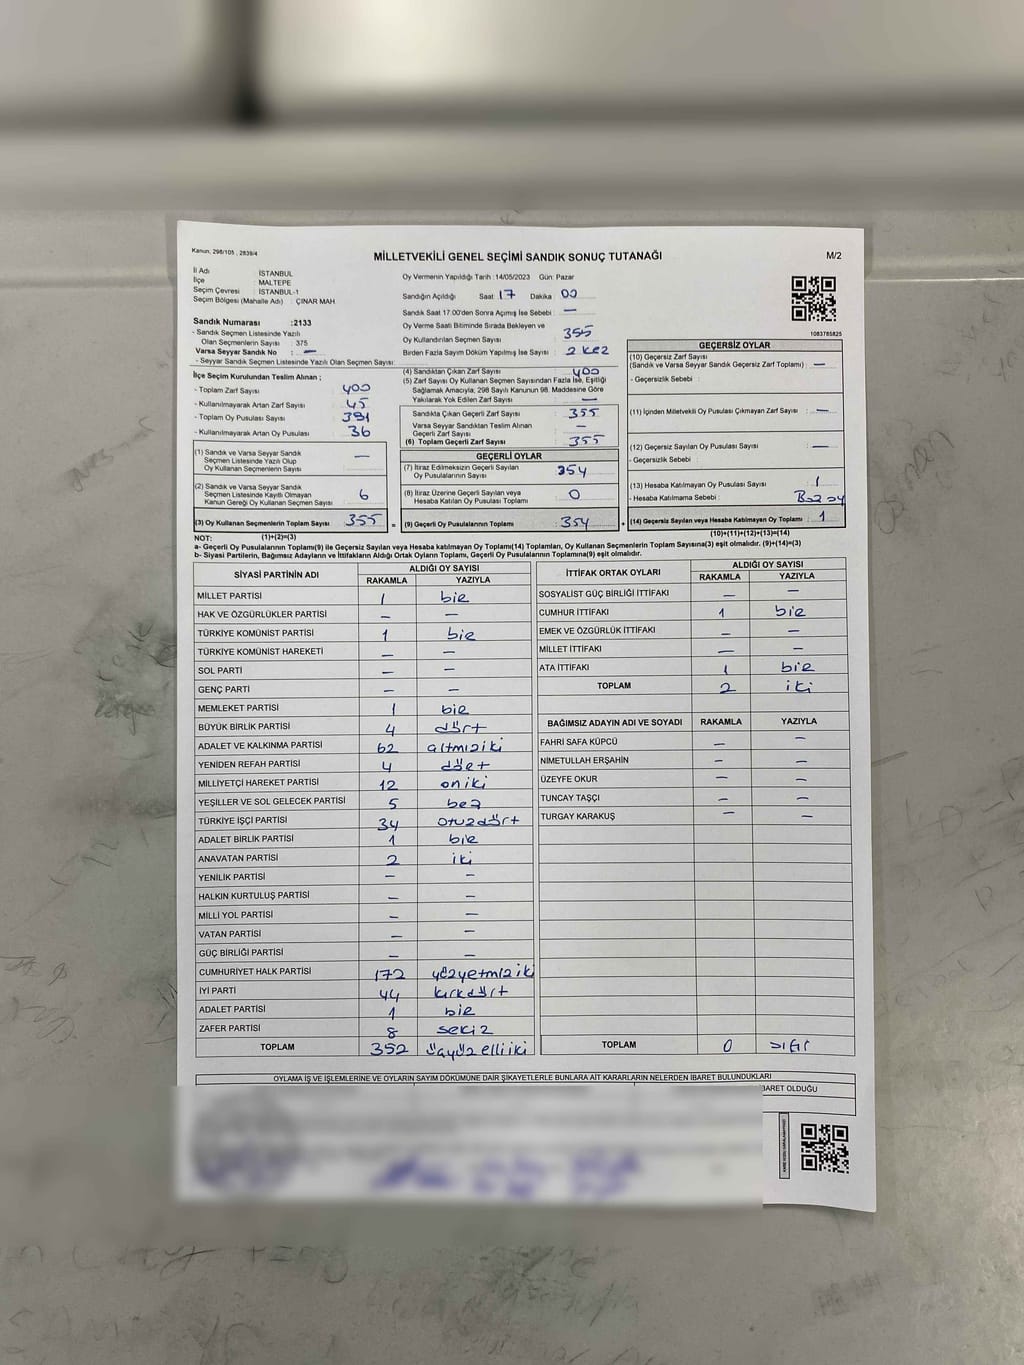 Kanun: 298/105 , 2839/4
MİLLETVEKİLİ GENEL SEÇİMİ SANDIK SONUÇ TUTANAĞI
M/2
İl Adı : İSTANBUL
İlçe : MALTEPE
Seçim Çevresi : İSTANBUL-1
Seçim Bölgesi (Mahalle Adı) : ÇINAR MAH
Sandık Numarası :2133
- Sandık Seçmen Listesinde Yazılı
Olan Seçmenlerin Sayısı : 375
Varsa Seyyar Sandık No : —
- Seyyar Sandık Seçmen Listesinde Yazılı Olan Seçmen Sayısı:
Oy Vermenin Yapıldığı Tarih : 14/05/2023 Gün: Pazar
Sandığın Açıldığı Saat 17 Dakika 00
Sandık Saat 17:00'den Sonra Açılmış İse Sebebi : —
Oy Verme Saati Bitiminde Sırada Bekleyen ve
Oy Kullandırılan Seçmen Sayısı : 355
Birden Fazla Sayım Döküm Yapılmış İse Sayısı : 2 kez
1083785825
İlçe Seçim Kurulundan Teslim Alınan ;
- Toplam Zarf Sayısı : 400
- Kullanılmayarak Artan Zarf Sayısı : 45
- Toplam Oy Pusulası Sayısı : 391
- Kullanılmayarak Artan Oy Pusulası : 36
(1) Sandık ve Varsa Seyyar Sandık
Seçmen Listesinde Yazılı Olup
Oy Kullanan Seçmenlerin Sayısı : —
(2) Sandık ve Varsa Seyyar Sandık
Seçmen Listesinde Kayıtlı Olmayan
Kanun Gereği Oy Kullanan Seçmen Sayısı : 6
(3) Oy Kullanan Seçmenlerin Toplam Sayısı : 355
(1)+(2)=(3)
(4) Sandıktan Çıkan Zarf Sayısı : 400
(5) Zarf Sayısı Oy Kullanan Seçmen Sayısından Fazla İse, Eşitliği
Sağlamak Amacıyla; 298 Sayılı Kanunun 98. Maddesine Göre
Yakılarak Yok Edilen Zarf Sayısı : —
Sandıkta Çıkan Geçerli Zarf Sayısı : 355
Varsa Seyyar Sandıktan Teslim Alınan
Geçerli Zarf Sayısı : —
(6) Toplam Geçerli Zarf Sayısı : 355
GEÇERLİ OYLAR
(7) İtiraz Edilmeksizin Geçerli Sayılan
Oy Pusulalarının Sayısı : 354
(8) İtiraz Üzerine Geçerli Sayılan veya
Hesaba Katılan Oy Pusulası Toplamı : 0
= (9) Geçerli Oy Pusulalarının Toplamı : 354
GEÇERSİZ OYLAR
(10) Geçersiz Zarf Sayısı
(Sandık ve Varsa Seyyar Sandık Geçersiz Zarf Toplamı) : —
- Geçersizlik Sebebi :
(11) İçinden Milletvekili Oy Pusulası Çıkmayan Zarf Sayısı : —
(12) Geçersiz Sayılan Oy Pusulası Sayısı : —
- Geçersizlik Sebebi :
(13) Hesaba Katılmayan Oy Pusulası Sayısı : 1
- Hesaba Katılmama Sebebi :
+ (14) Geçersiz Sayılan veya Hesaba Katılmayan Oy Toplamı : 1
(10)+(11)+(12)+(13)=(14)
NOT:
a- Geçerli Oy Pusulalarının Toplamı(9) ile Geçersiz Sayılan veya Hesaba katılmayan Oy Toplamı(14) Toplamları, Oy Kullanan Seçmenlerin Toplam Sayısına(3) eşit olmalıdır. (9)+(14)=(3)
b- Siyasi Partilerin, Bağımsız Adayların ve İttifakların Aldığı Ortak Oyların Toplamı, Geçerli Oy Pusulalarının Toplamına(9) eşit olmalıdır.
SİYASİ PARTİNİN ADI ALDIĞI OY SAYISI
RAKAMLA YAZIYLA
MİLLET PARTİSİ 1 bir
HAK VE ÖZGÜRLÜKLER PARTİSİ — —
TÜRKİYE KOMÜNİST PARTİSİ 1 bir
TÜRKİYE KOMÜNİST HAREKETİ — —
SOL PARTİ — —
GENÇ PARTİ — —
MEMLEKET PARTİSİ 1 bir
BÜYÜK BİRLİK PARTİSİ 4 dört
ADALET VE KALKINMA PARTİSİ 62 altmışiki
YENİDEN REFAH PARTİSİ 4 dört
MİLLİYETÇİ HAREKET PARTİSİ 12 oniki
YEŞİLLER VE SOL GELECEK PARTİSİ 5 beş
TÜRKİYE İŞÇİ PARTİSİ 34 otuzdört
ADALET BİRLİK PARTİSİ 1 bir
ANAVATAN PARTİSİ 2 iki
YENİLİK PARTİSİ — —
HALKIN KURTULUŞ PARTİSİ — —
MİLLİ YOL PARTİSİ — —
VATAN PARTİSİ — —
GÜÇ BİRLİĞİ PARTİSİ — —
CUMHURİYET HALK PARTİSİ 172 yüzyetmişiki
İYİ PARTİ 44 kırkdört
ADALET PARTİSİ 1 bir
ZAFER PARTİSİ 8 sekiz
TOPLAM 352 üçyüz elliiki
İTTİFAK ORTAK OYLARI ALDIĞI OY SAYISI
RAKAMLA YAZIYLA
SOSYALİST GÜÇ BİRLİĞİ İTTİFAKI — —
CUMHUR İTTİFAKI 1 bir
EMEK VE ÖZGÜRLÜK İTTİFAKI — —
MİLLET İTTİFAKI — —
ATA İTTİFAKI 1 bir
TOPLAM 2 iki
BAĞIMSIZ ADAYIN ADI VE SOYADI RAKAMLA YAZIYLA
FAHRİ SAFA KÜPCÜ — —
NİMETULLAH ERŞAHİN — —
ÜZEYFE OKUR — —
TUNCAY TAŞÇI — —
TURGAY KARAKUŞ — —
TOPLAM 0 sıfır
OYLAMA İŞ VE İŞLEMLERİNE VE OYLARIN SAYIM DÖKÜMÜNE DAİR ŞİKAYETLERLE BUNLARA AİT KARARLARIN NELERDEN İBARET BULUNDUKLARI
İBARET OLDUĞU